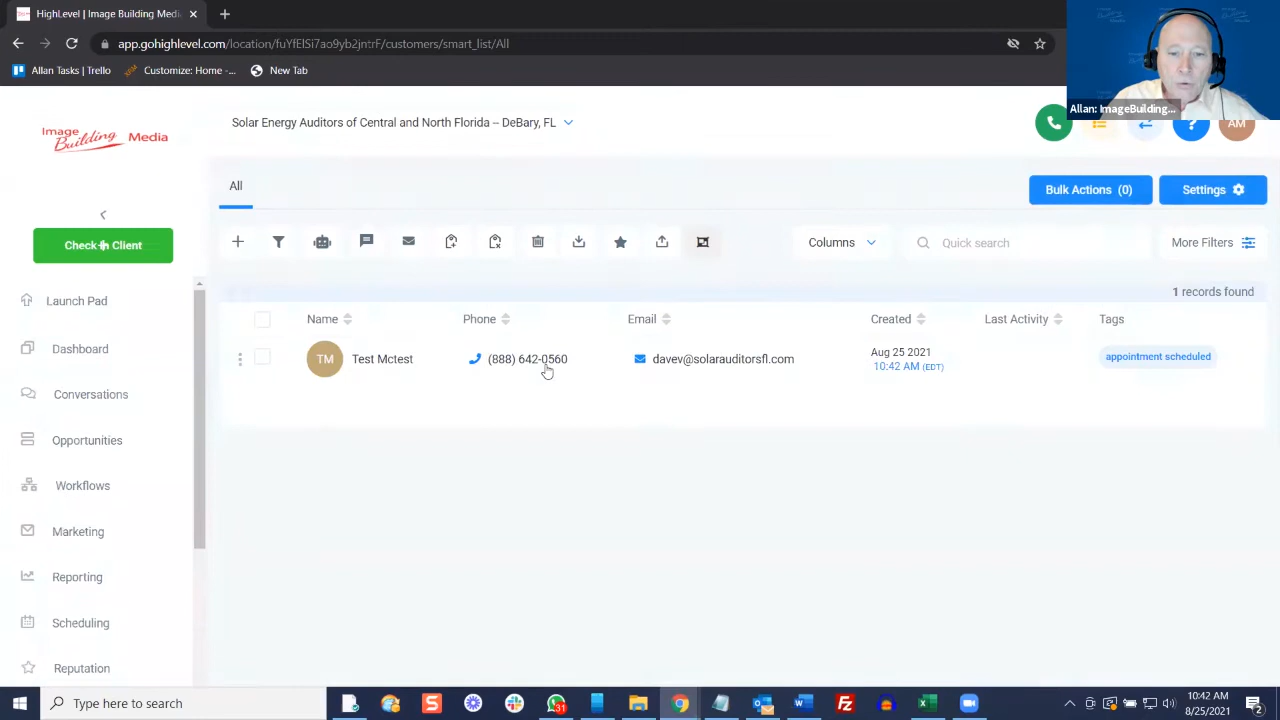 HighLevel | Image Building Medi
app.gohighlevel.com/location/fuYfElSi7ao9yb2jntrF/customers/smart_list/All
Allan Tasks | Trello
Customize: Home -...
New Tab
Allan: ImageBuilding...
Image Building Media
Solar Energy Auditors of Central and North Florida -- DeBary, FL
AM
All
Bulk Actions (0)
Settings
Check In Client
Columns
Quick search
More Filters
1 records found
Launch Pad
Name
Phone
Email
Created
Last Activity
Tags
Dashboard
TM
Test Mctest
(888) 642-0560
davev@solarauditorsfl.com
Aug 25 2021
10:42 AM (EDT)
appointment scheduled
Conversations
Opportunities
Workflows
Marketing
Reporting
Scheduling
Reputation
Type here to search
31
10:42 AM
8/25/2021
2